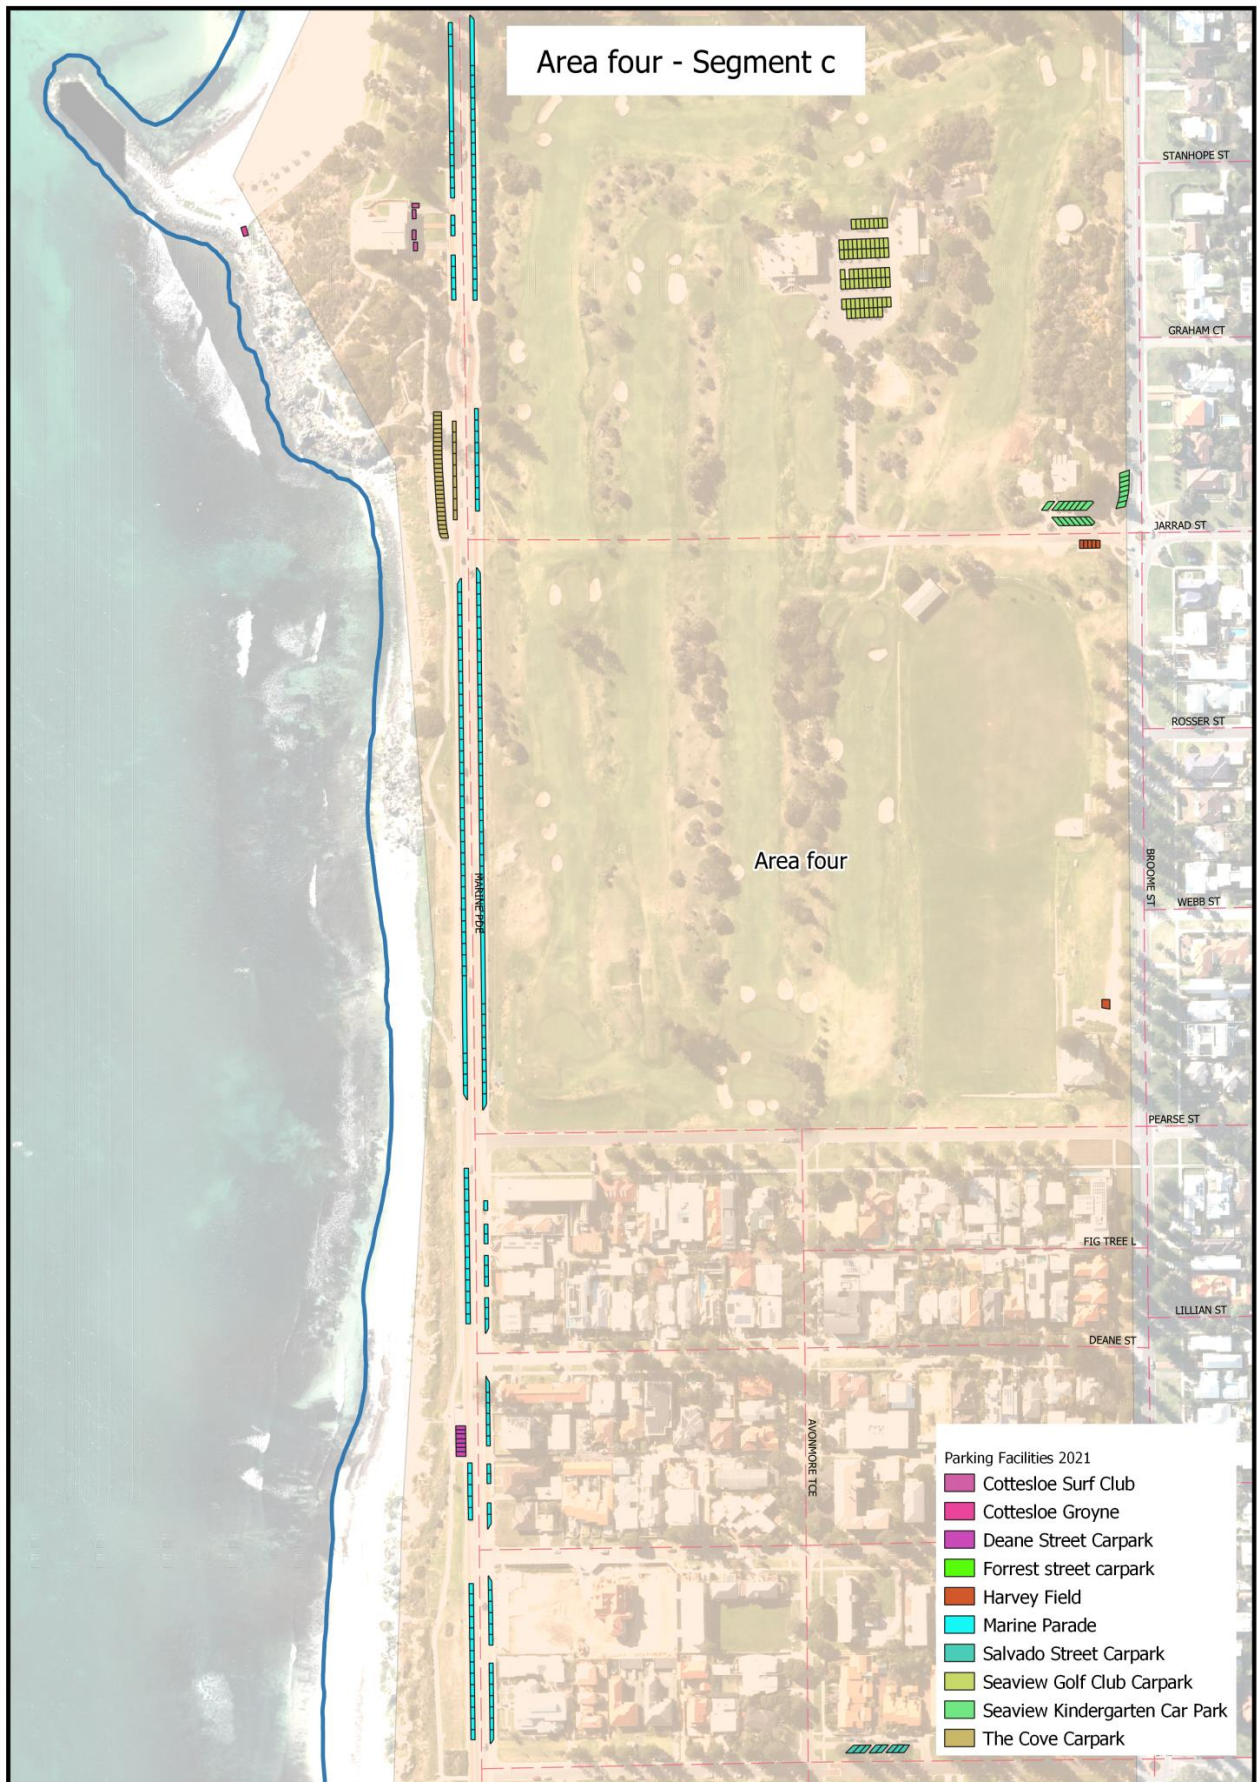 Area four - Segment c
STANHOPE ST
GRAHAM CT
JARRAD ST
ROSSER ST
MARINE PDE
Area four
BROOME ST
WEBB ST
PEARSE ST
FIG TREE L
LILLIAN ST
DEANE ST
AVONMORE TCE
Parking Facilities 2021
Cottesloe Surf Club
Cottesloe Groyne
Deane Street Carpark
Forrest street carpark
Harvey Field
Marine Parade
Salvado Street Carpark
Seaview Golf Club Carpark
Seaview Kindergarten Car Park
The Cove Carpark